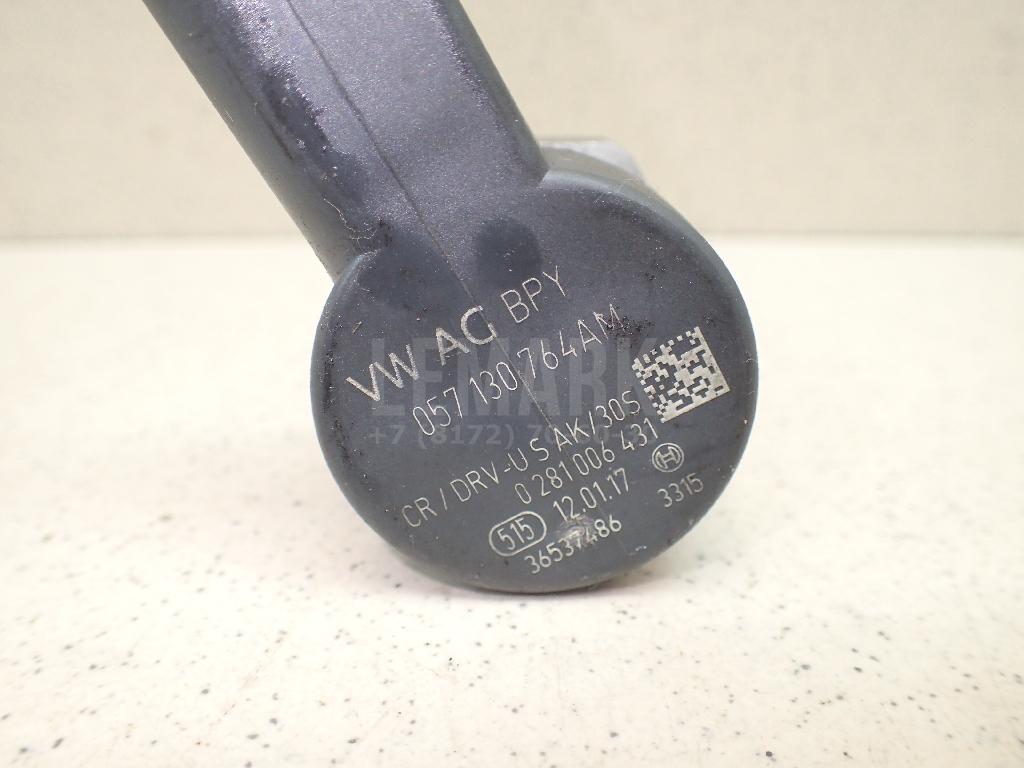 VW AG BPY
057 130 764AM
LEMARK
CR / DRV-U S AK/30S
0 281 006 431
515 12.01.17
36537486 3315